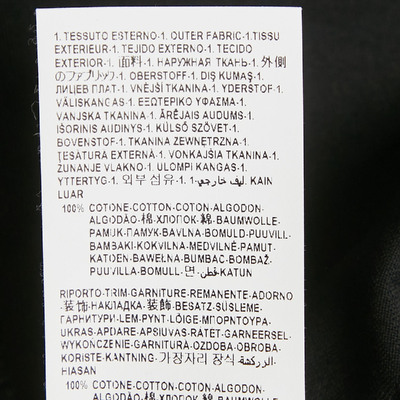 1. TESSUTO ESTERNO-1. OUTER FABRIC-1.TISSU
EXTERIEUR-1. TEJIDO EXTERNO-1. TECIDO
EXTERIOR-1. 面料-1. НАРУЖНАЯ ТКАНЬ-1. 外側
のファブリック-1. OBERSTOFF-1. DIŞ KUMAŞ-1.
ЛИЦЕВ ПЛАТ-1. VNĚJŠÍ TKANINA-1. YDERSTOF-1.
VÄLISKANGAS-1. ΕΞΩΤΕΡΙΚΟ ΥΦΑΣΜΑ-1.
VANJSKA TKANINA-1. ĀRĒJAIS AUDUMS-1.
IŠORINIS AUDINYS-1. KÜLSŐ SZÖVET-1.
BOVENSTOF-1. TKANINA ZEWNĘTRZNA-1.
ŢESATURA EXTERNĂ-1. VONKAJŠIA TKANINA-1.
ZUNANJE VLAKNO-1. ULOMPI KANGAS-1.
YTTERTYG-1. 외부 섬유-1. ليف خارجي-1. KAIN
LUAR
100% COTONE-COTTON-COTON-ALGODON-
ALGODÃO-棉-ХЛОПОК-綿-BAUMWOLLE-
PAMUK-ПАМУК-BAVLNA-BOMULD-PUUVILL-
ΒΑΜΒΑΚΙ-KOKVILNA-MEDVILNĖ-PAMUT-
KATOEN-BAWEŁNA-BUMBAC-BOMBAŽ-
PUUVILLA-BOMULL-면-قطن-KATUN
RIPORTO-TRIM-GARNITURE-REMANENTE-ADORNO
-装饰-НАКЛАДКА-装飾-BESATZ-SÜSLEME-
ГАРНИТУРИ-LEM-PYNT-LÕIGE-ΜΠΟΡΝΤΟΥΡΑ-
UKRAS-APDARE-APSIUVAS-RÁTÉT-GARNEERSEL-
WYKOŃCZENIE-GARNITURĂ-OZDOBA-OBROBA-
KORISTE-KANTNING-가장자리 장식-الزركشة-
HIASAN
100% COTONE-COTTON-COTON-ALGODON-